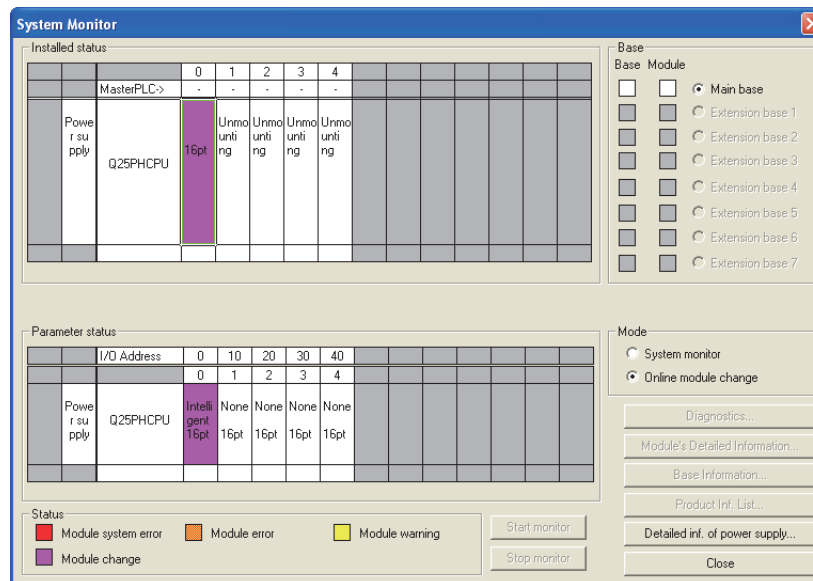 System Monitor
Installed status
0 1 2 3 4
MasterPLC-> - - - - -
Powe
r su
pply
Q25PHCPU
16pt
Unmo
unti
ng
Unmo
unti
ng
Unmo
unti
ng
Unmo
unti
ng
Base
Base Module
Main base
Extension base 1
Extension base 2
Extension base 3
Extension base 4
Extension base 5
Extension base 6
Extension base 7
Parameter status
I/O Address 0 10 20 30 40
0 1 2 3 4
Powe
r su
pply
Q25PHCPU
Intelli
gent
16pt
None
16pt
None
16pt
None
16pt
None
16pt
Mode
System monitor
Online module change
Diagnostics...
Module's Detailed Information...
Base Information...
Product Inf. List...
Detailed inf. of power supply...
Close
Status
Module system error
Module error
Module warning
Module change
Start monitor
Stop monitor